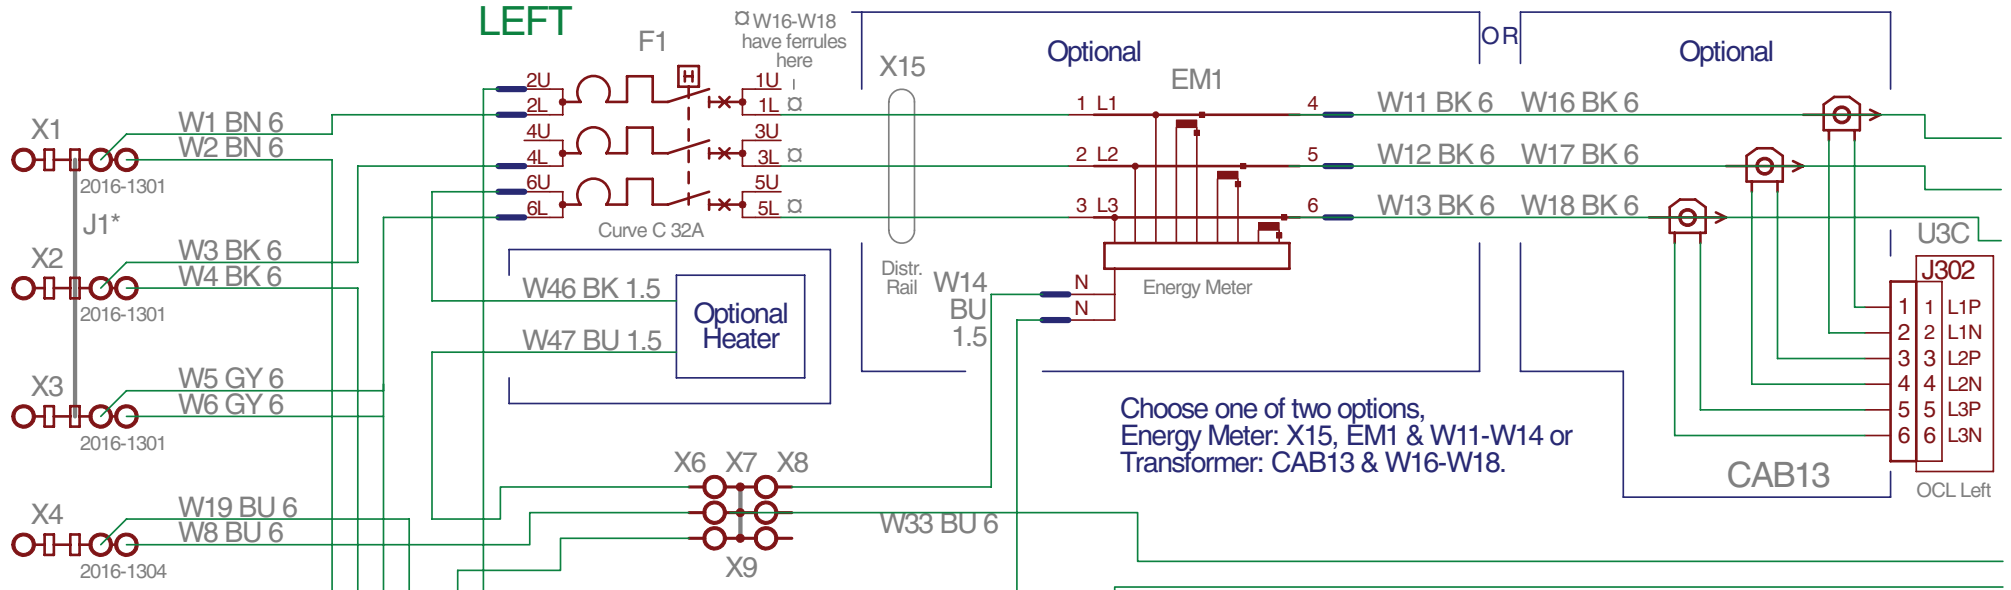 LEFT
¤ W16-W18
have ferrules
here
F1
H
X15
Optional
EM1
OR
Optional
2U
2L
4U
4L
6U
6L
1U
1L ¤
3U
3L ¤
5U
5L ¤
Curve C 32A
1 L1
2 L2
3 L3
4
5
6
W11 BK 6
W12 BK 6
W13 BK 6
W16 BK 6
W17 BK 6
W18 BK 6
X1
W1 BN 6
W2 BN 6
2016-1301
J1*
X2
W3 BK 6
W4 BK 6
2016-1301
X3
W5 GY 6
W6 GY 6
2016-1301
X4
W19 BU 6
W8 BU 6
2016-1304
W46 BK 1.5
W47 BU 1.5
Optional
Heater
Distr.
Rail
W14
BU
1.5
N
N
Energy Meter
Choose one of two options,
Energy Meter: X15, EM1 & W11-W14 or
Transformer: CAB13 & W16-W18.
X6 X7 X8
X9
W33 BU 6
U3C
J302
1 1 L1P
2 2 L1N
3 3 L2P
4 4 L2N
5 5 L3P
6 6 L3N
CAB13
OCL Left